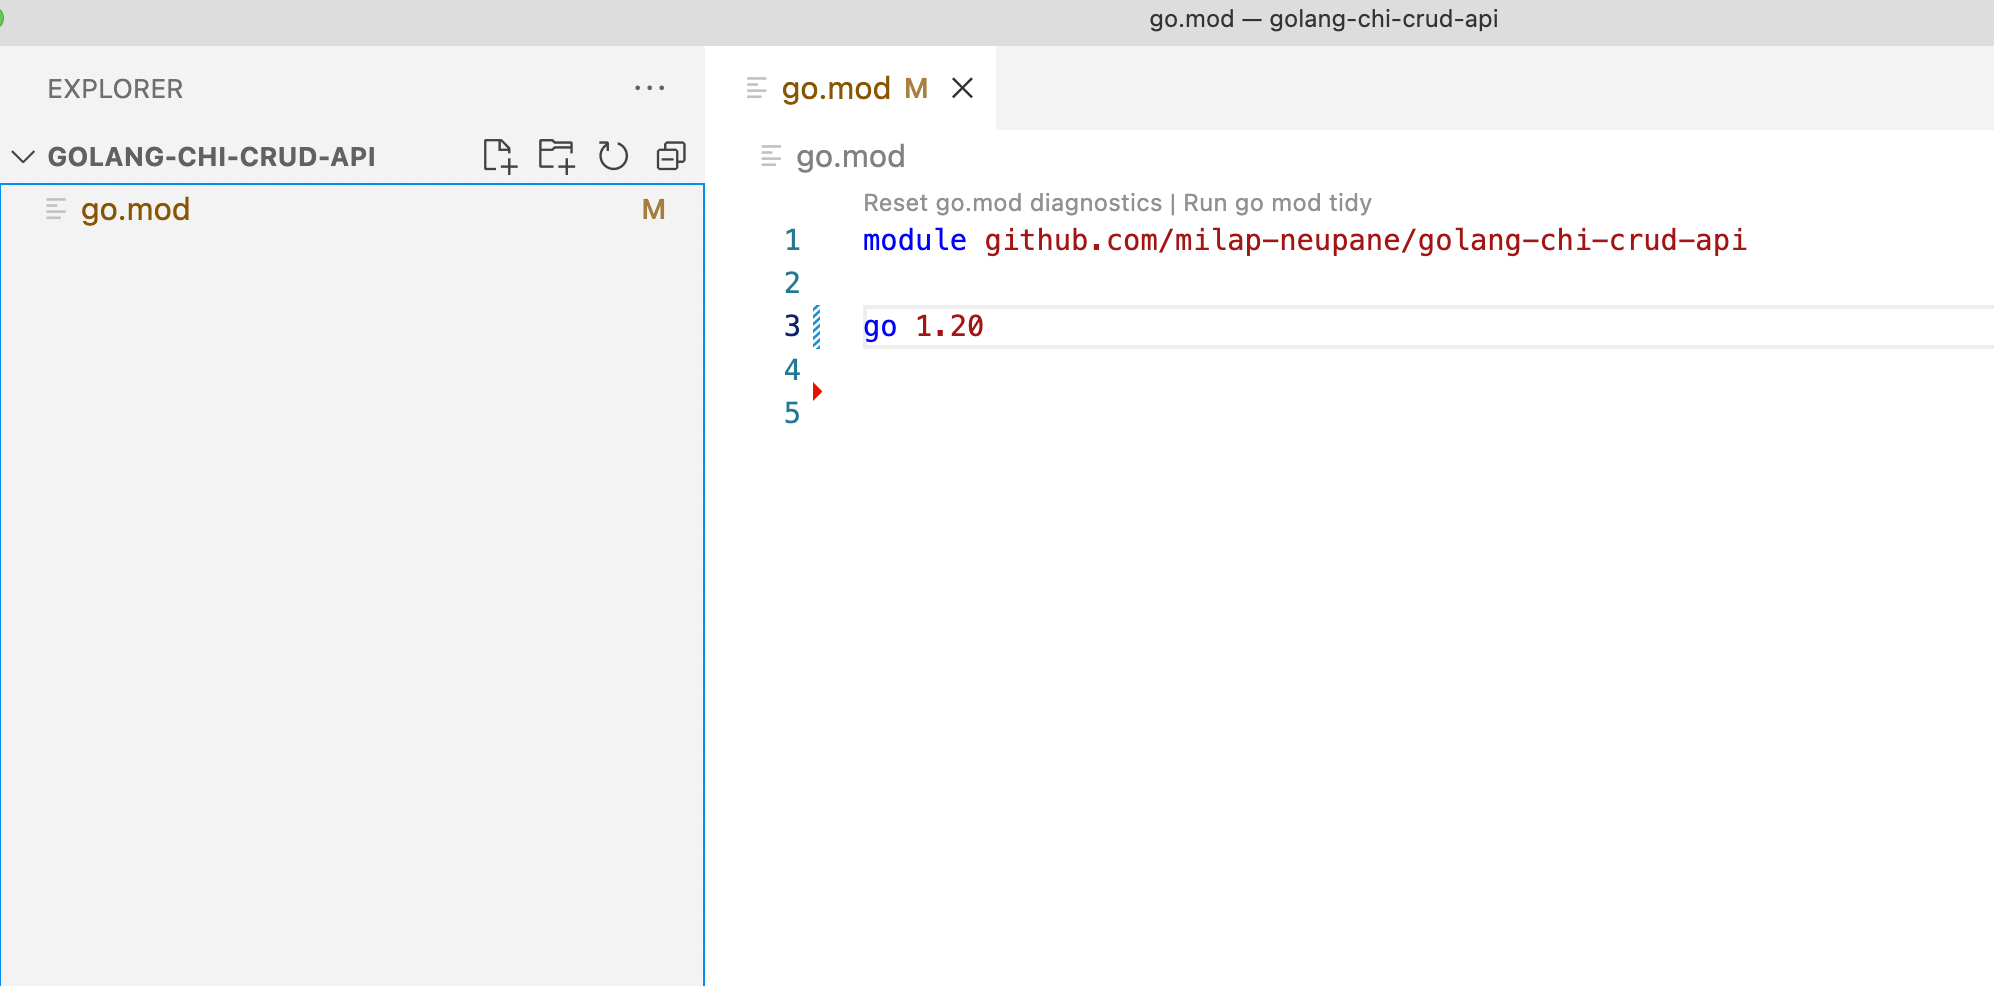 go.mod — golang-chi-crud-api
EXPLORER
GOLANG-CHI-CRUD-API
go.mod M
go.mod M
go.mod
Reset go.mod diagnostics | Run go mod tidy
1 module github.com/milap-neupane/golang-chi-crud-api
2
3 go 1.20
4
5